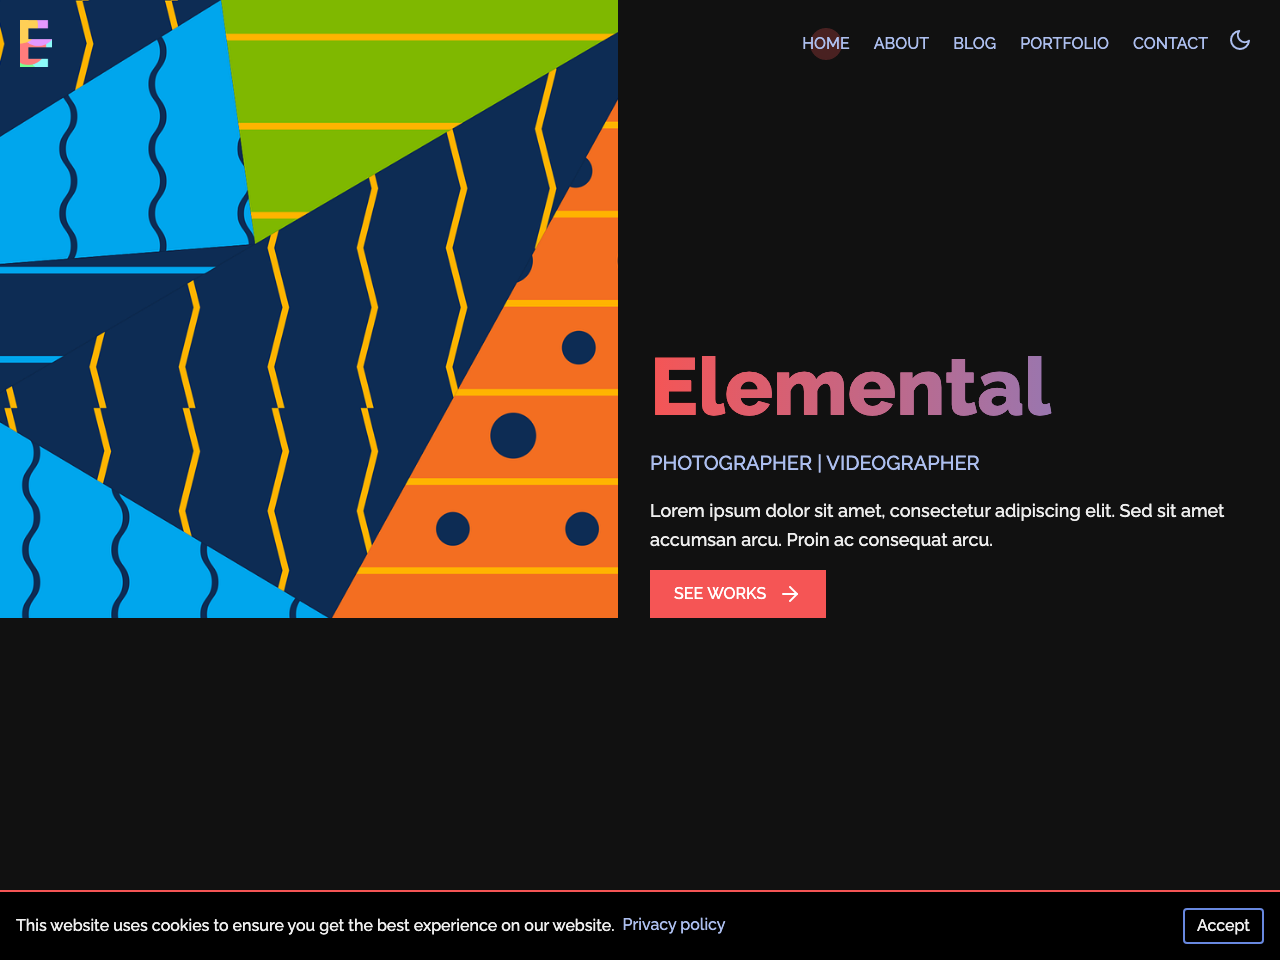 E
HOME ABOUT BLOG PORTFOLIO CONTACT
Elemental
PHOTOGRAPHER | VIDEOGRAPHER
Lorem ipsum dolor sit amet, consectetur adipiscing elit. Sed sit amet
accumsan arcu. Proin ac consequat arcu.
SEE WORKS
This website uses cookies to ensure you get the best experience on our website. Privacy policy
Accept